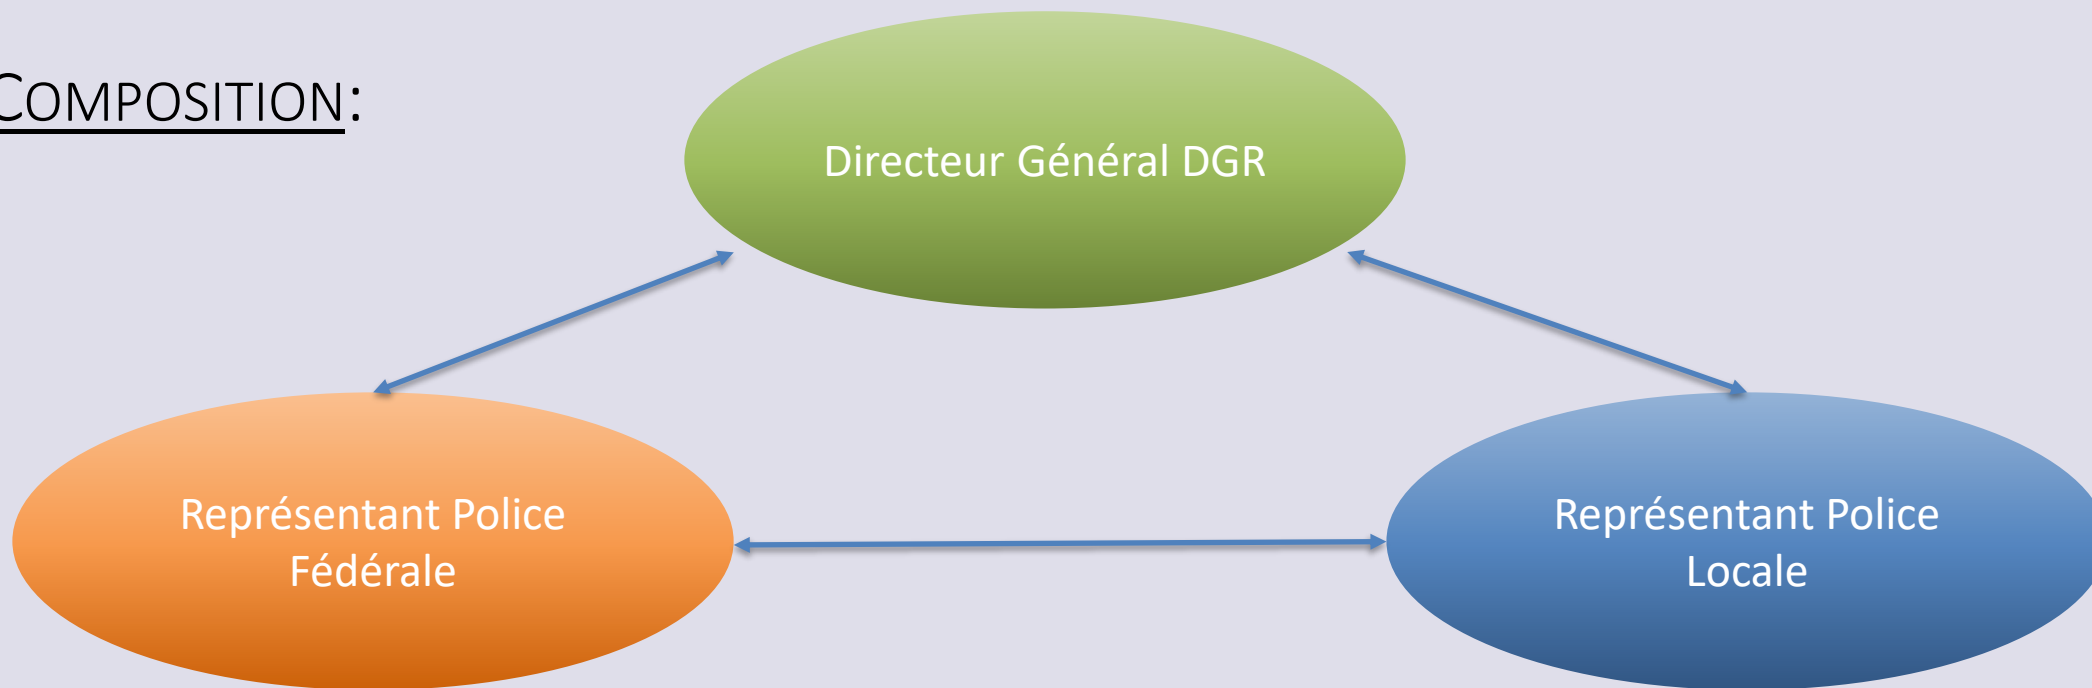 COMPOSITION:
Directeur Général DGR
Représentant Police
Fédérale
Représentant Police
Locale